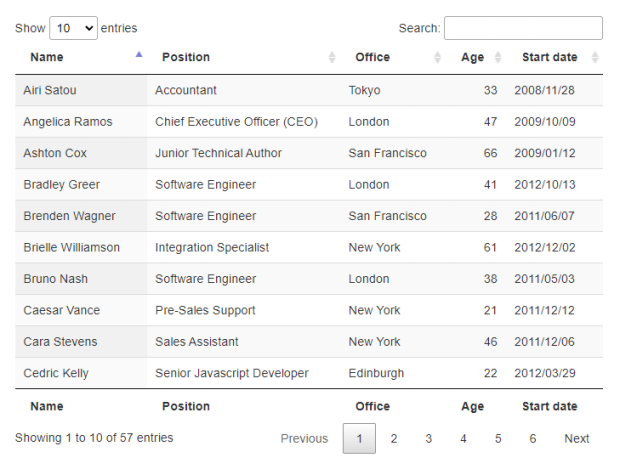 Show 10 entries Search:
Name Position Office Age Start date
Airi Satou Accountant Tokyo 33 2008/11/28
Angelica Ramos Chief Executive Officer (CEO) London 47 2009/10/09
Ashton Cox Junior Technical Author San Francisco 66 2009/01/12
Bradley Greer Software Engineer London 41 2012/10/13
Brenden Wagner Software Engineer San Francisco 28 2011/06/07
Brielle Williamson Integration Specialist New York 61 2012/12/02
Bruno Nash Software Engineer London 38 2011/05/03
Caesar Vance Pre-Sales Support New York 21 2011/12/12
Cara Stevens Sales Assistant New York 46 2011/12/06
Cedric Kelly Senior Javascript Developer Edinburgh 22 2012/03/29
Name Position Office Age Start date
Showing 1 to 10 of 57 entries Previous 1 2 3 4 5 6 Next